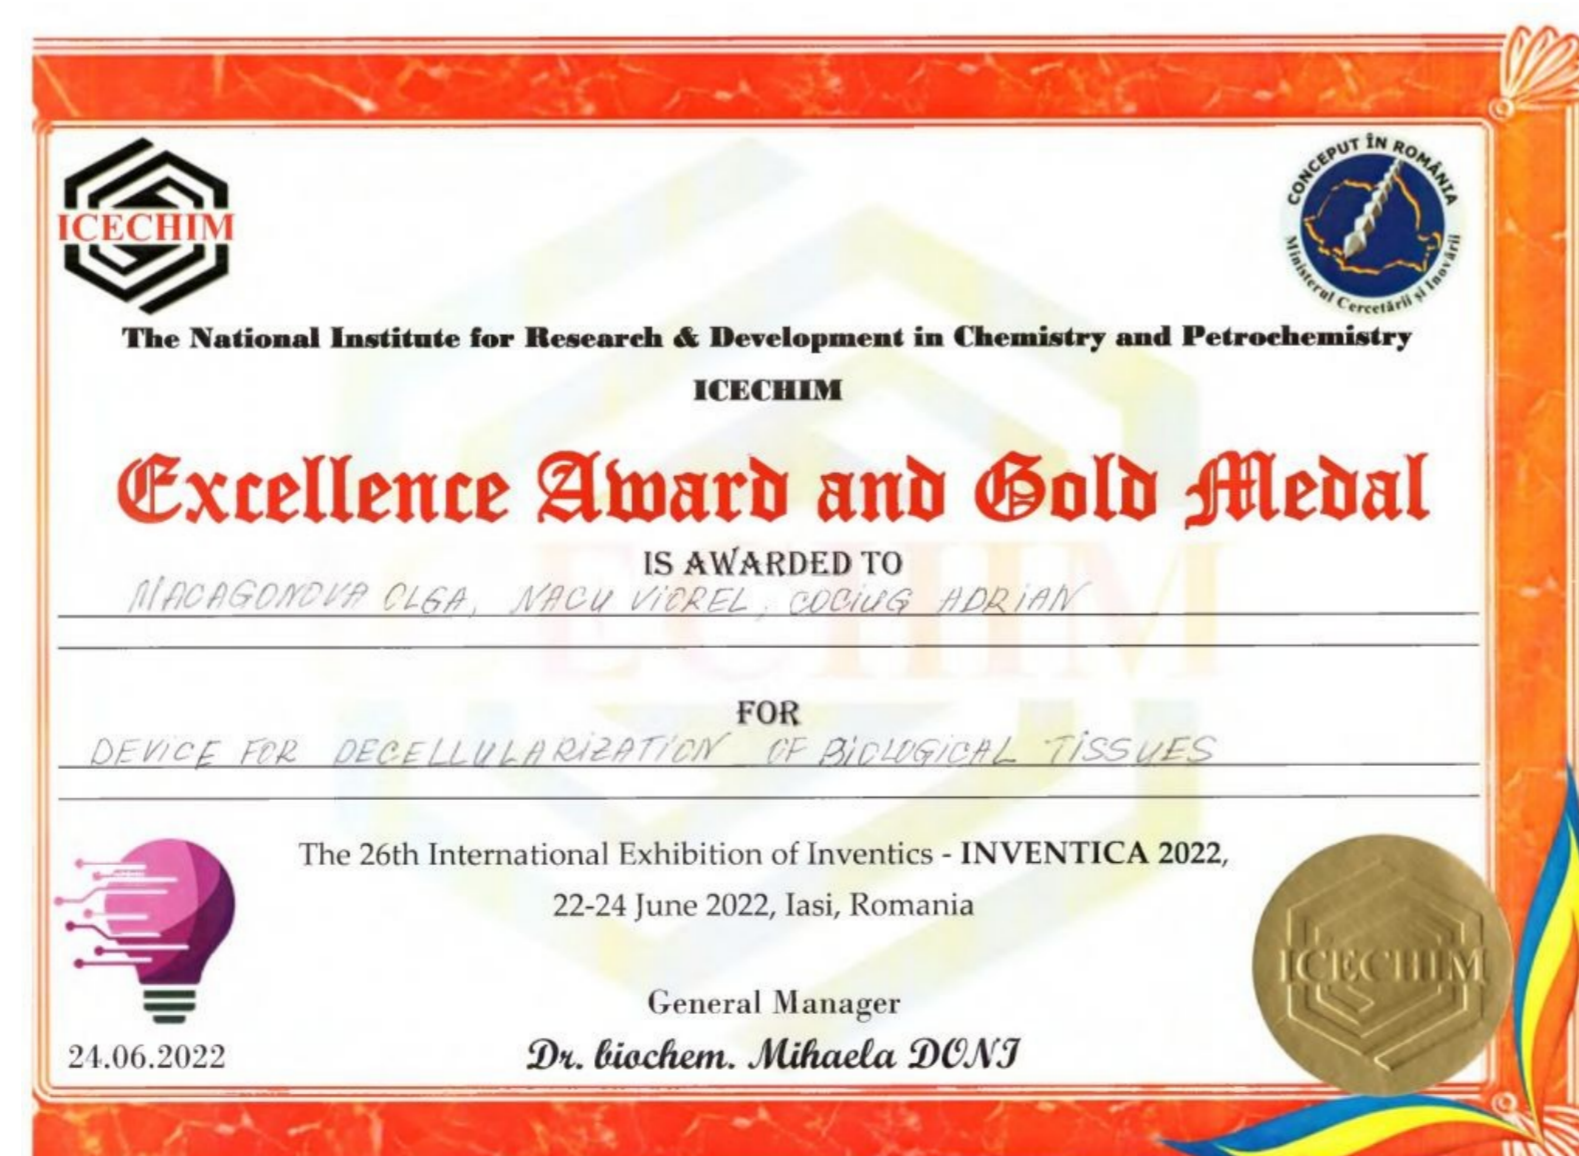 ICECHIM
CONCEPUT ÎN ROMÂNIA
Ministerul Cercetării și Inovării
The National Institute for Research & Development in Chemistry and Petrochemistry
ICECHIM
Excellence Award and Gold Medal
IS AWARDED TO
MACAGONOVA OLGA, NACU VIOREL, COCIUG ADRIAN
FOR
DEVICE FOR DECELLULARIZATION OF BIOLOGICAL TISSUES
The 26th International Exhibition of Inventics - INVENTICA 2022,
22-24 June 2022, Iasi, Romania
ICECHIM
General Manager
24.06.2022
Dr. biochem. Mihaela DONI